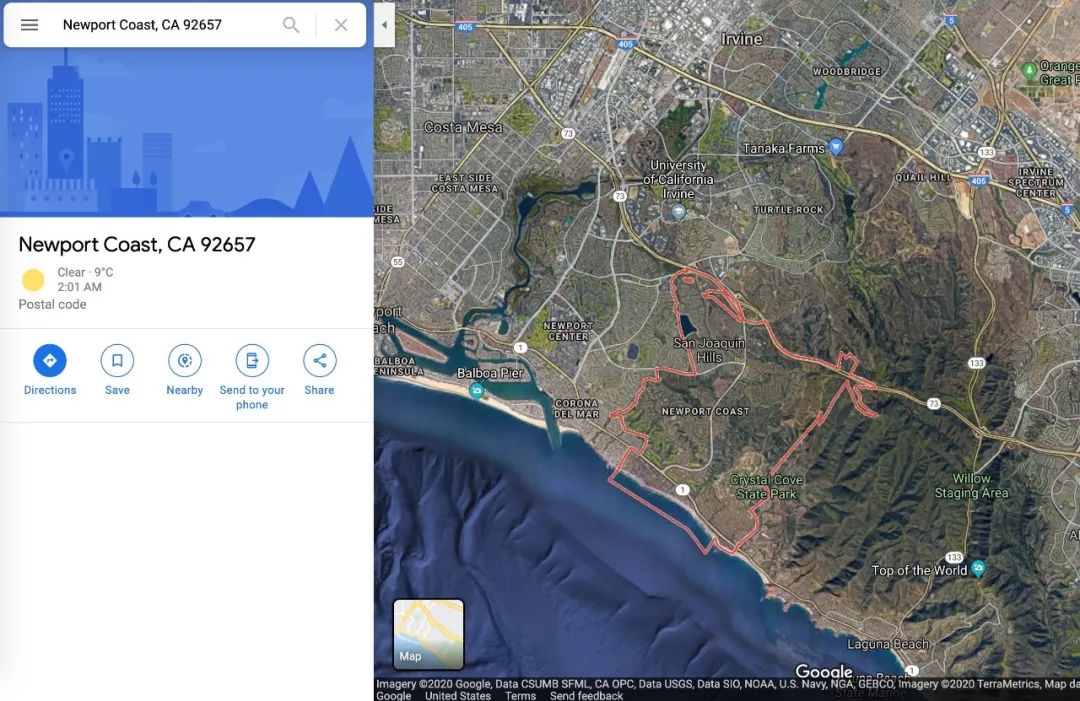 Newport Coast, CA 92657
Newport Coast, CA 92657
Clear · 9°C
2:01 AM
Postal code
Directions
Save
Nearby
Send to your
phone
Share
405
5
Irvine
405
WOODBRIDGE
Orange
Great P
Costa Mesa
73
Tanaka Farms
133
University
of California
Irvine
EAST SIDE
COSTA MESA
QUAIL HILL
405
IRVINE
SPECTRUM
CENTER
73
SIDE
MESA
TURTLE ROCK
5
55
port
ach
NEWPORT
CENTER
1
San Joaquin
Hills
BALBOA
ENINSULA
Balboa Pier
133
CORONA
DEL MAR
NEWPORT COAST
73
Crystal Cove
State Park
1
Willow
Staging Area
133
Top of the World
Map
Laguna Beach
1
Google
Imagery ©2020 Google, Data CSUMB SFML, CA OPC, Data USGS, Data SIO, NOAA, U.S. Navy, NGA, GEBCO, Imagery ©2020 TerraMetrics, Map da
Google United States Terms Send feedback